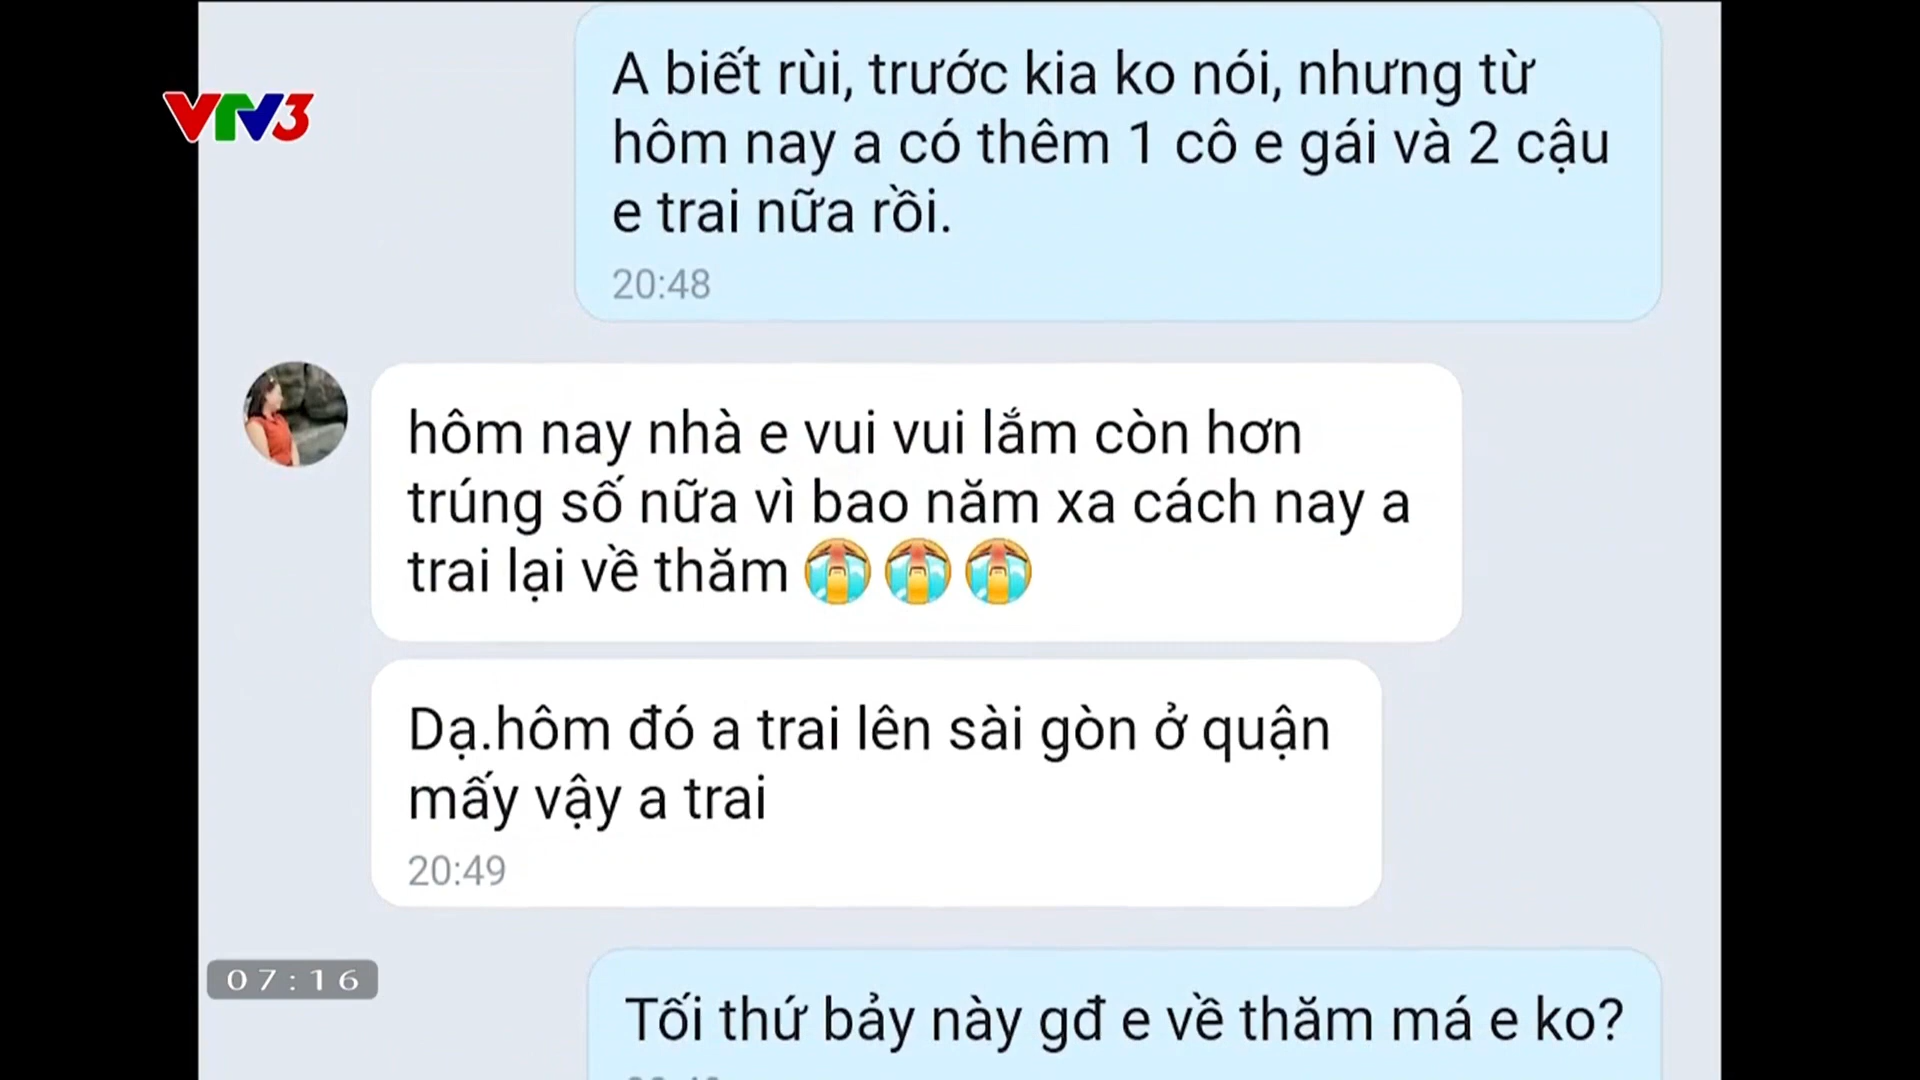 VTV3
A biết rùi, trước kia ko nói, nhưng từ
hôm nay a có thêm 1 cô e gái và 2 cậu
e trai nữa rồi.
20:48
hôm nay nhà e vui vui lắm còn hơn
trúng số nữa vì bao năm xa cách nay a
trai lại về thăm 😭😭😭
Dạ.hôm đó a trai lên sài gòn ở quận
mấy vậy a trai
20:49
07:16
Tối thứ bảy này gđ e về thăm má e ko?